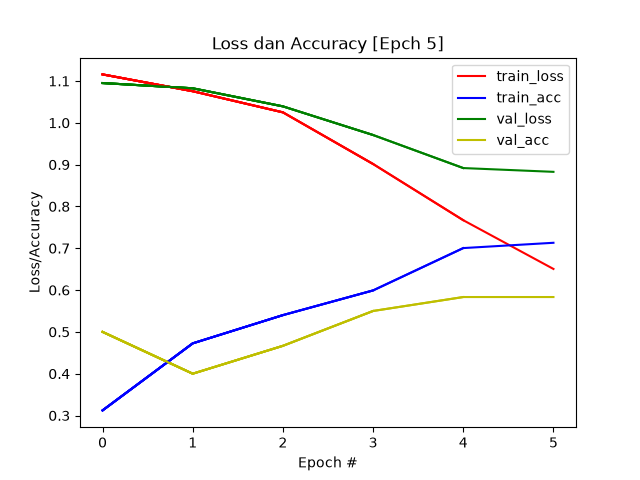 Loss dan Accuracy [Epch 5]
train_loss
train_acc
val_loss
val_acc
Loss/Accuracy
1.1
1.0
0.9
0.8
0.7
0.6
0.5
0.4
0.3
0 1 2 3 4 5
Epoch #